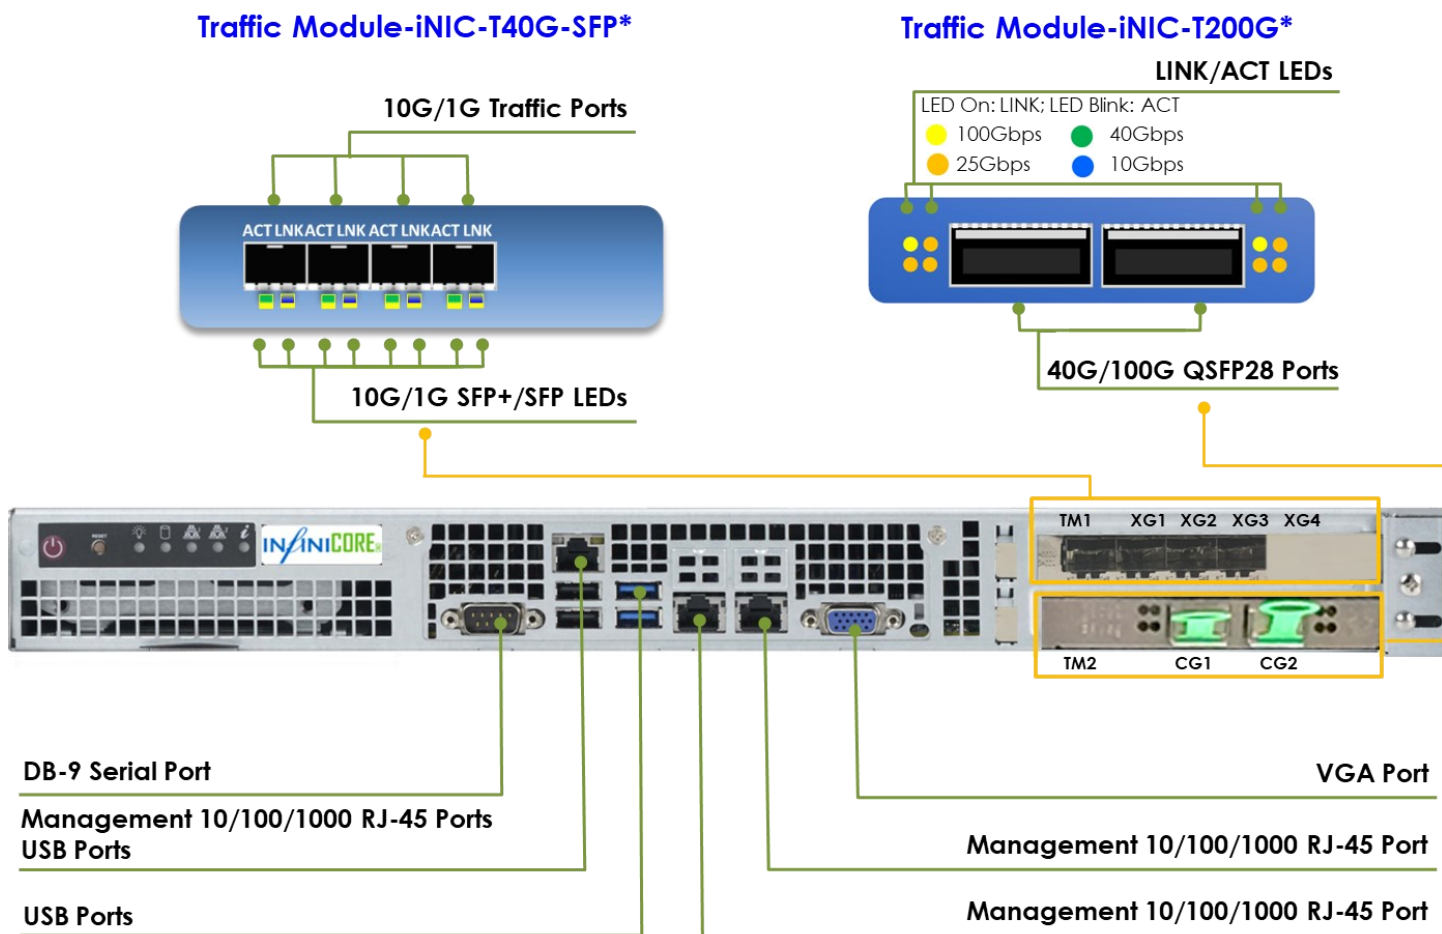 Traffic Module-iNIC-T40G-SFP*
Traffic Module-iNIC-T200G*
LINK/ACT LEDs
10G/1G Traffic Ports
LED On: LINK; LED Blink: ACT
100Gbps
40Gbps
25Gbps
10Gbps
ACT LNK ACT LNK ACT LNK ACT LNK
40G/100G QSFP28 Ports
10G/1G SFP+/SFP LEDs
TM1 XG1 XG2 XG3 XG4
RESET
INFINICORE
TM2 CG1 CG2
DB-9 Serial Port
VGA Port
Management 10/100/1000 RJ-45 Ports
USB Ports
Management 10/100/1000 RJ-45 Port
USB Ports
Management 10/100/1000 RJ-45 Port